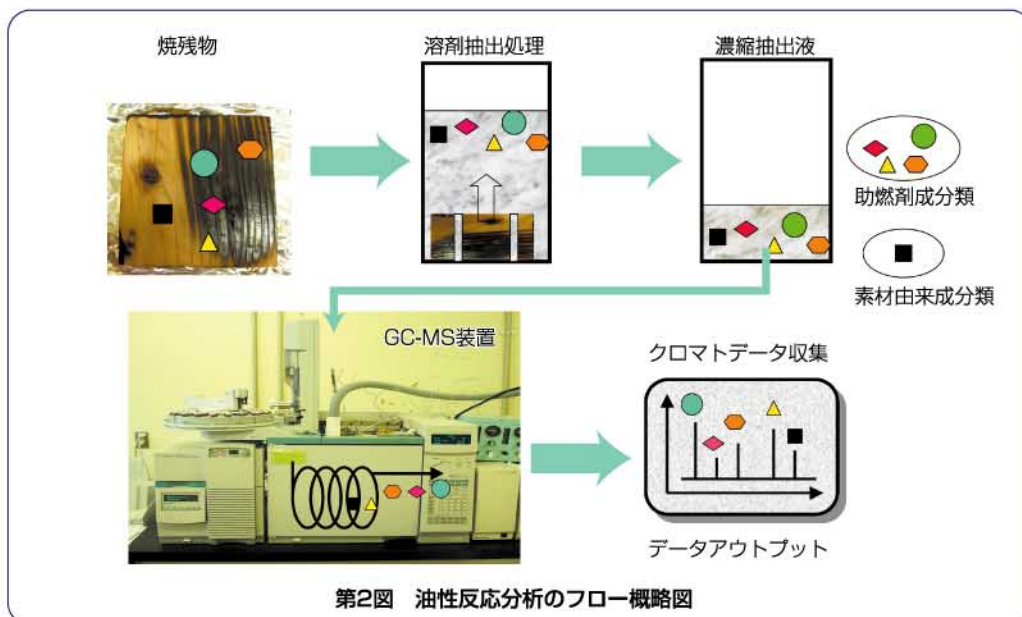 焼残物
溶剤抽出処理
濃縮抽出液
助燃剤成分類
素材由来成分類
GC-MS装置
クロマトデータ収集
データアウトプット
第2図 油性反応分析のフロー概略図